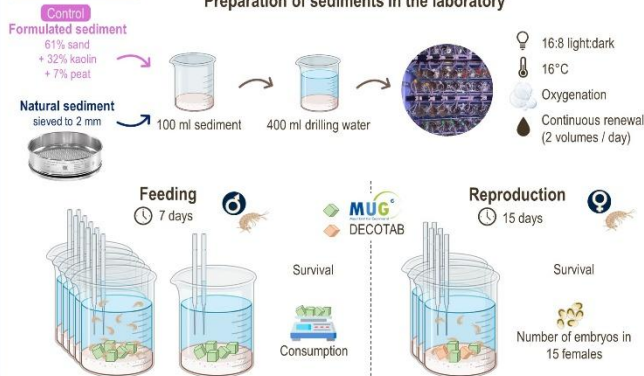 Preparation of sediments in the laboratory
Control
Formulated sediment
61% sand
+ 32% kaolin
+ 7% peat
Natural sediment
sieved to 2 mm
100 ml sediment
400 ml drilling water
16:8 light:dark
16°C
Oxygenation
Continuous renewal
(2 volumes / day)
Feeding
7 days
MUG
DECOTAB
Reproduction
15 days
Survival
Consumption
Survival
Number of embryos in
15 females